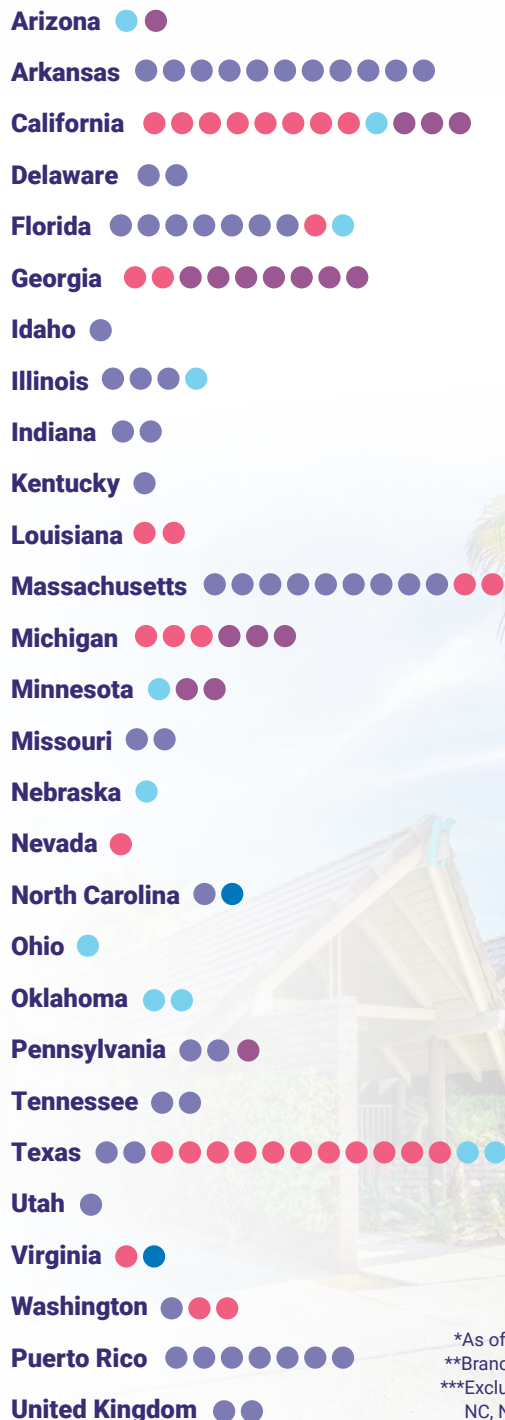 Arizona
Arkansas
California
Delaware
Florida
Georgia
Idaho
Illinois
Indiana
Kentucky
Louisiana
Massachusetts
Michigan
Minnesota
Missouri
Nebraska
Nevada
North Carolina
Ohio
Oklahoma
Pennsylvania
Tennessee
Texas
Utah
Virginia
Washington
Puerto Rico
United Kingdom
*As of
**Branc
***Exclu
NC, N